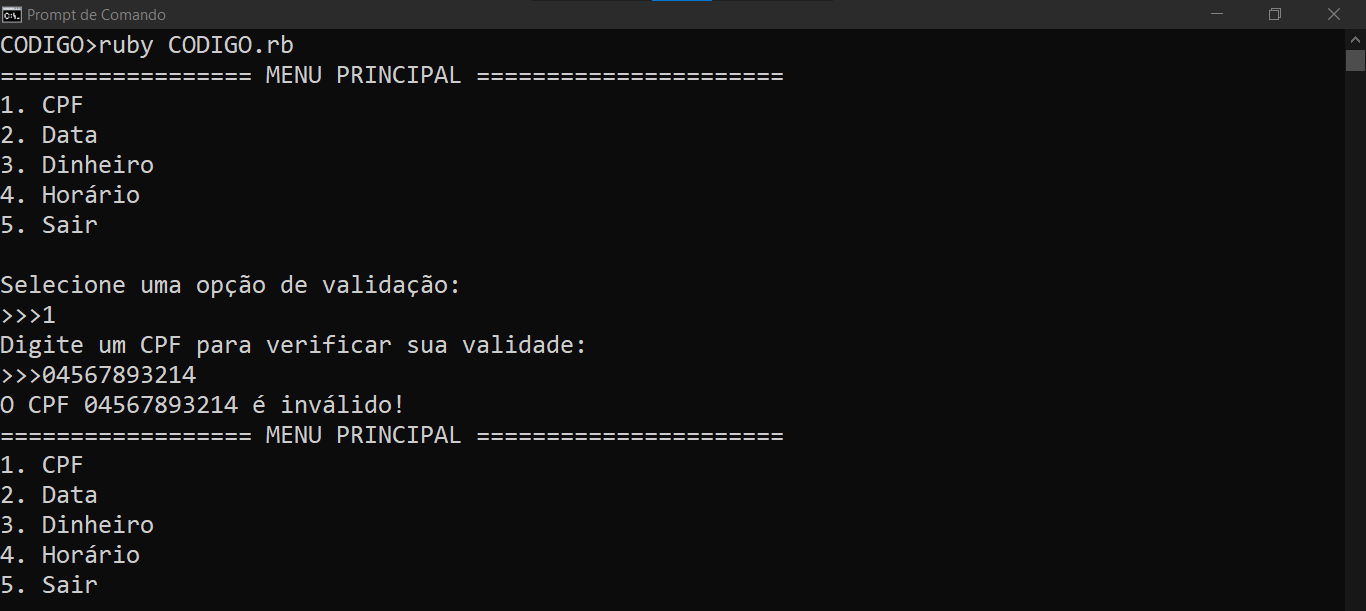 Prompt de Comando
CODIGO>ruby CODIGO.rb
================== MENU PRINCIPAL ======================
1. CPF
2. Data
3. Dinheiro
4. Horário
5. Sair
Selecione uma opção de validação:
>>>1
Digite um CPF para verificar sua validade:
>>>04567893214
O CPF 04567893214 é inválido!
================== MENU PRINCIPAL ======================
1. CPF
2. Data
3. Dinheiro
4. Horário
5. Sair